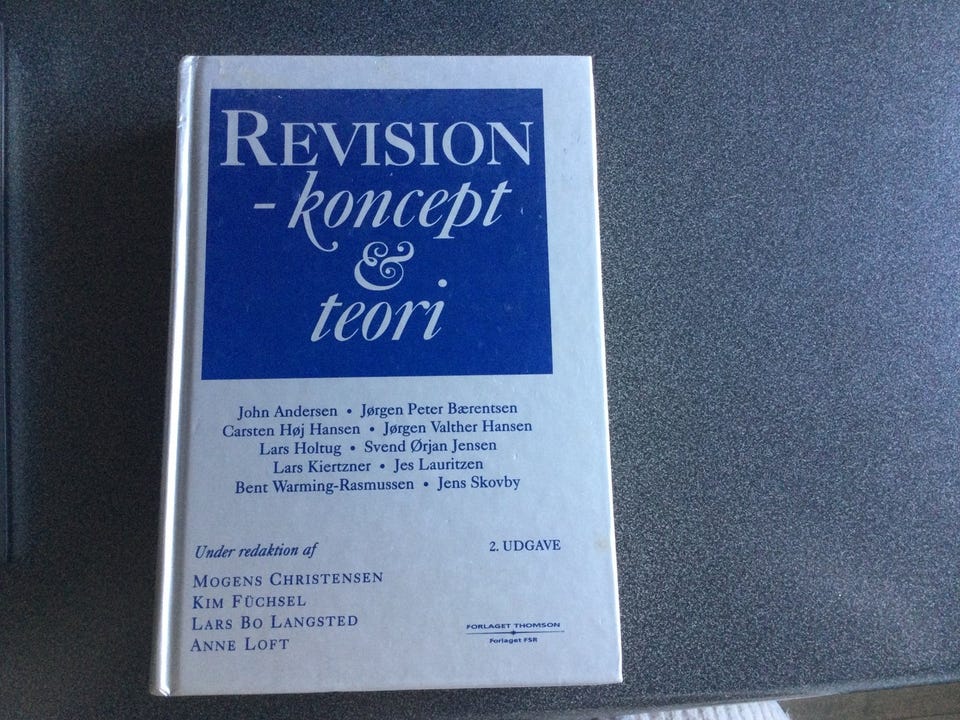 REVISION
- koncept
&
teori
John Andersen • Jørgen Peter Bærentsen
Carsten Høj Hansen • Jørgen Valther Hansen
Lars Holtug • Svend Ørjan Jensen
Lars Kiertzner • Jes Lauritzen
Bent Warming-Rasmussen • Jens Skovby
Under redaktion af
2. UDGAVE
MOGENS CHRISTENSEN
KIM FÜCHSEL
LARS BO LANGSTED
ANNE LOFT
FORLAGET THOMSON
Forlaget FSR